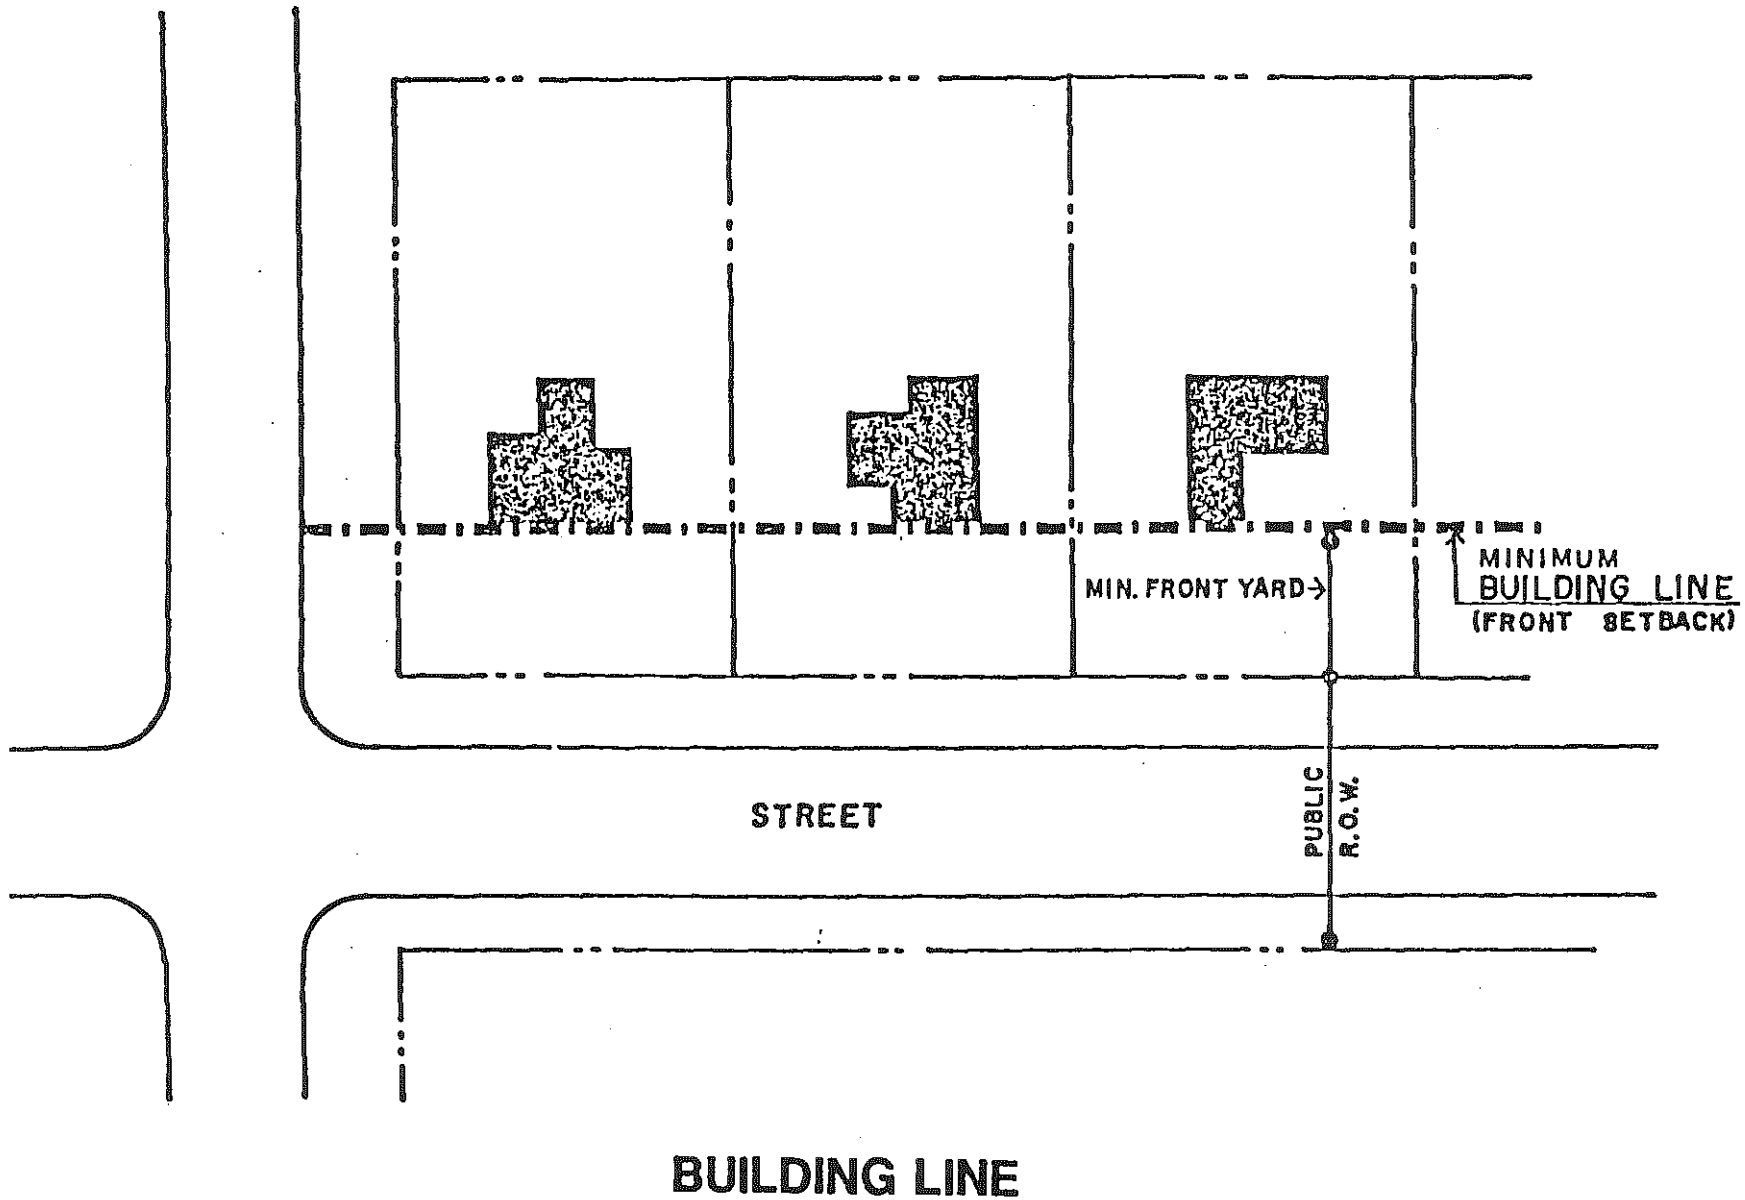 MIN. FRONT YARD
MINIMUM
BUILDING LINE
(FRONT SETBACK)
STREET
PUBLIC
R.O.W.
BUILDING LINE